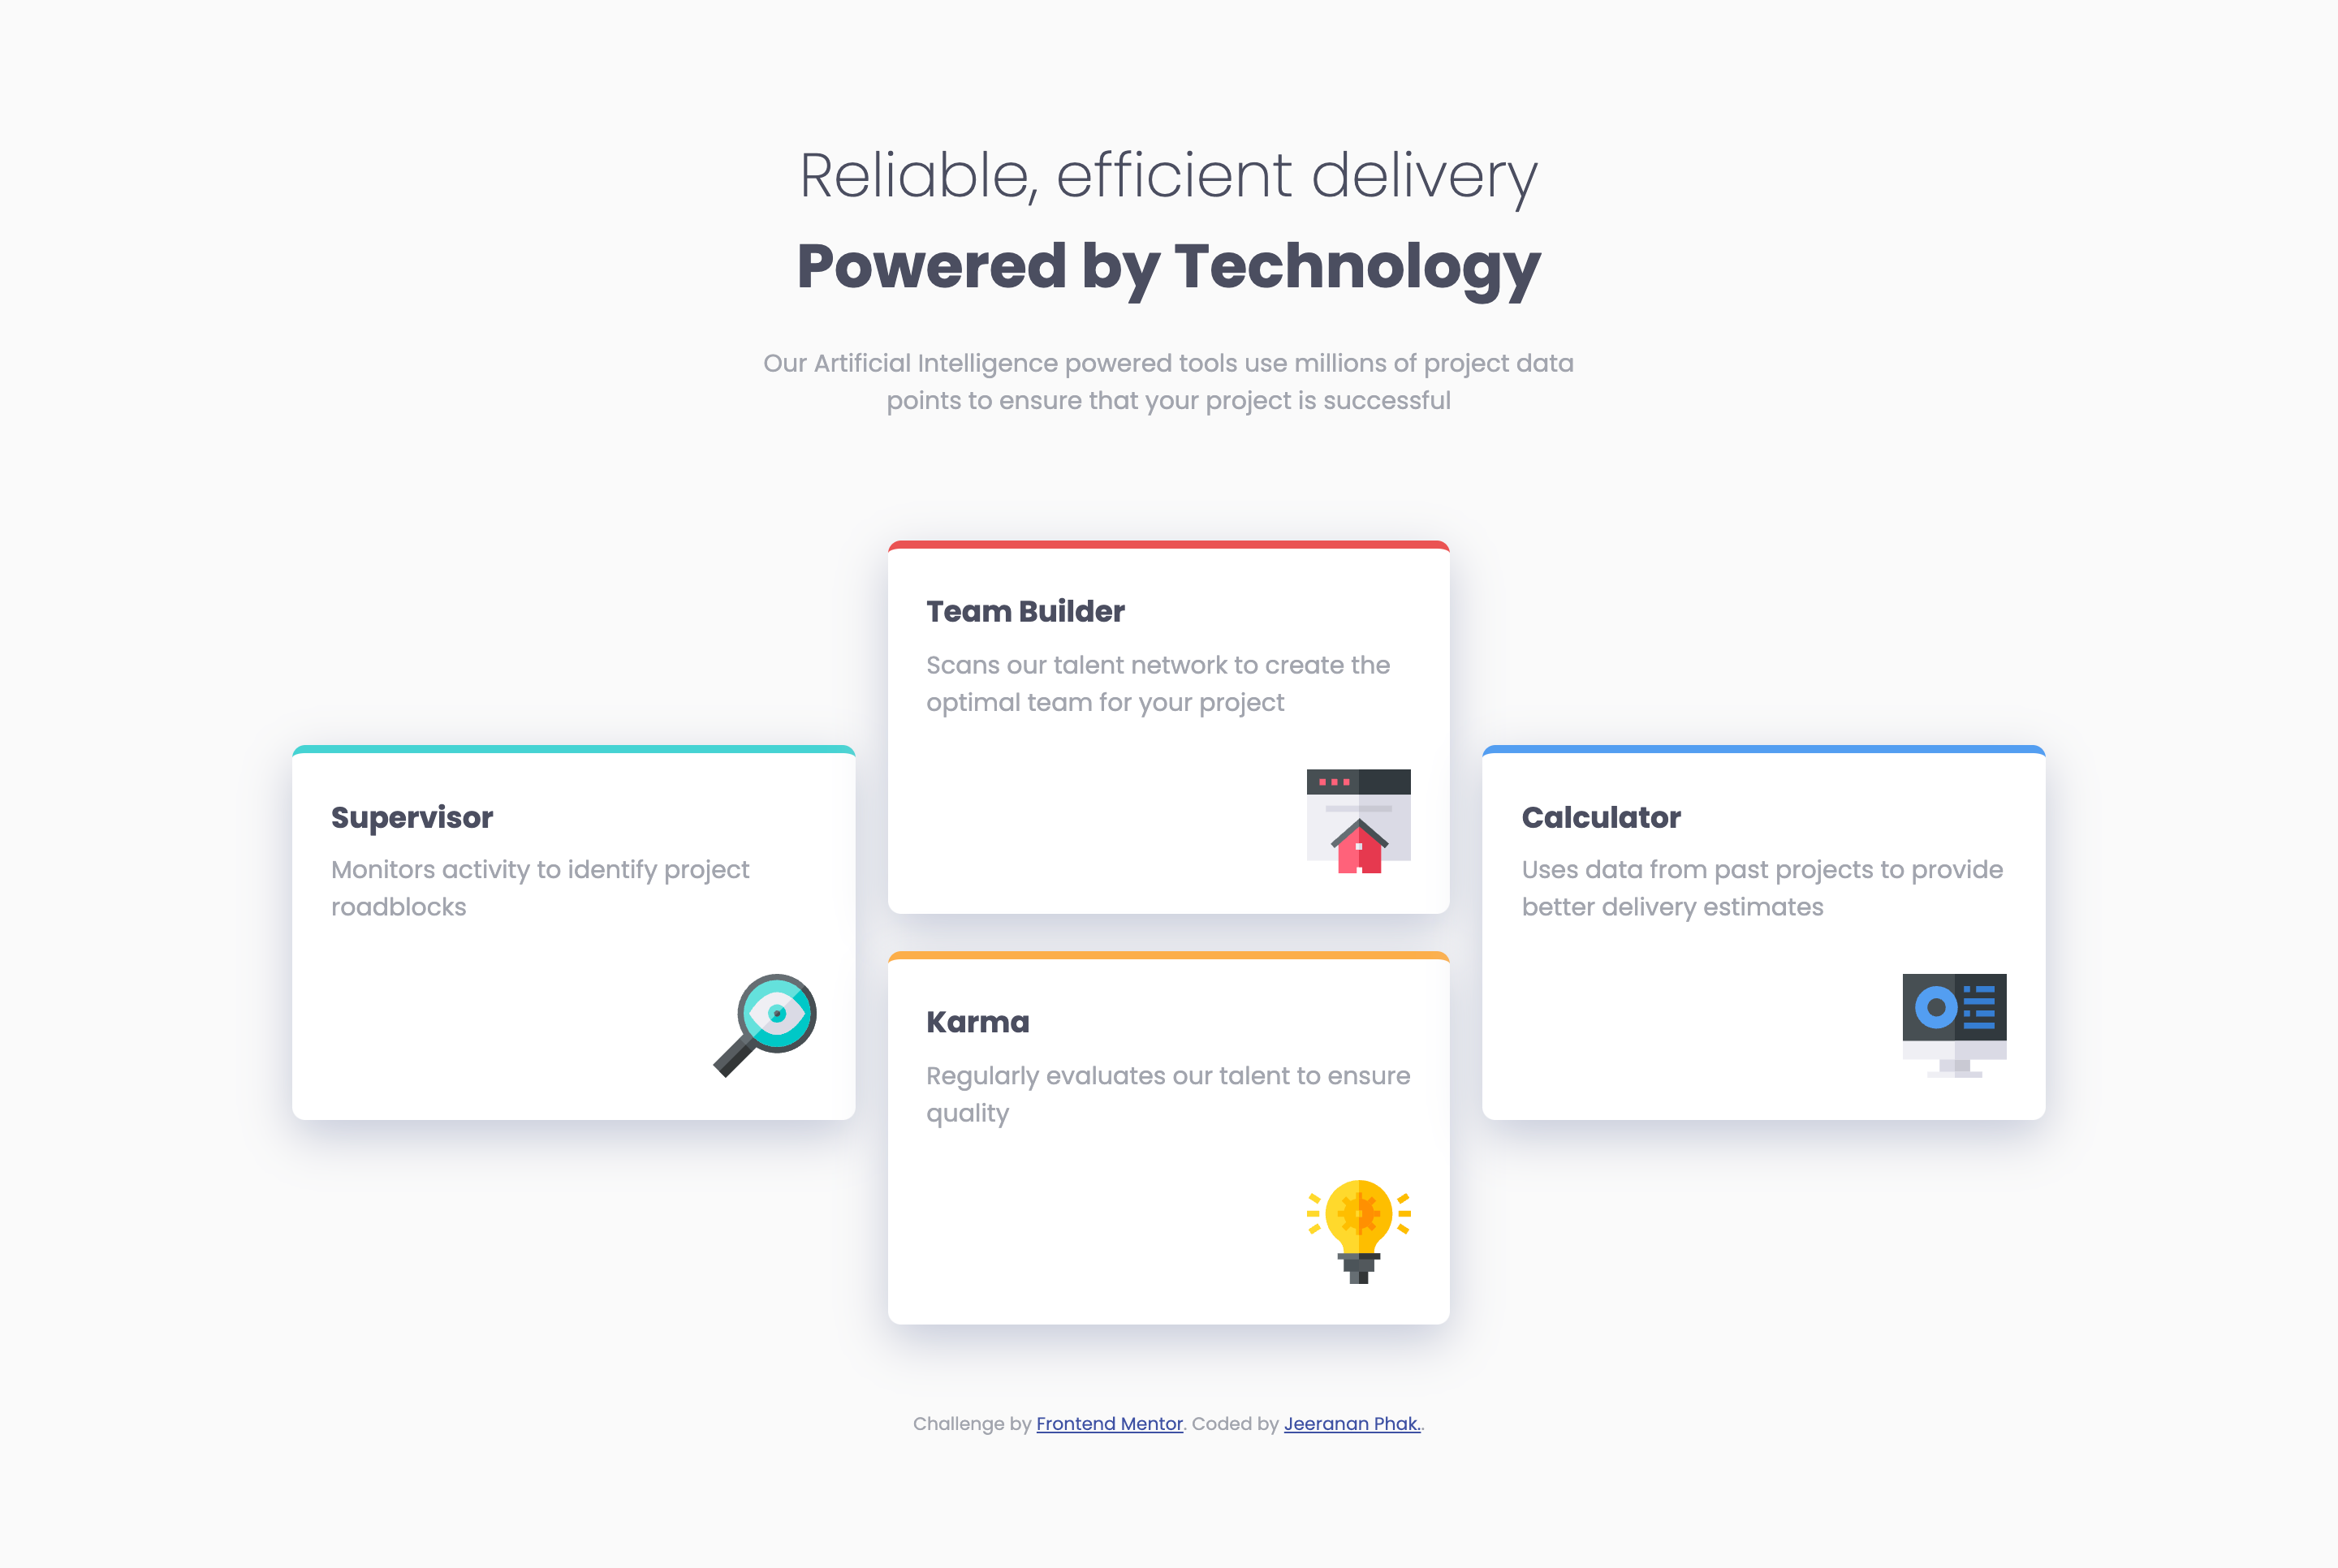 Reliable, efficient delivery
Powered by Technology
Our Artificial Intelligence powered tools use millions of project data
points to ensure that your project is successful
Supervisor
Monitors activity to identify project
roadblocks
Team Builder
Scans our talent network to create the
optimal team for your project
Karma
Regularly evaluates our talent to ensure
quality
Calculator
Uses data from past projects to provide
better delivery estimates
Challenge by Frontend Mentor. Coded by Jeeranan Phak..